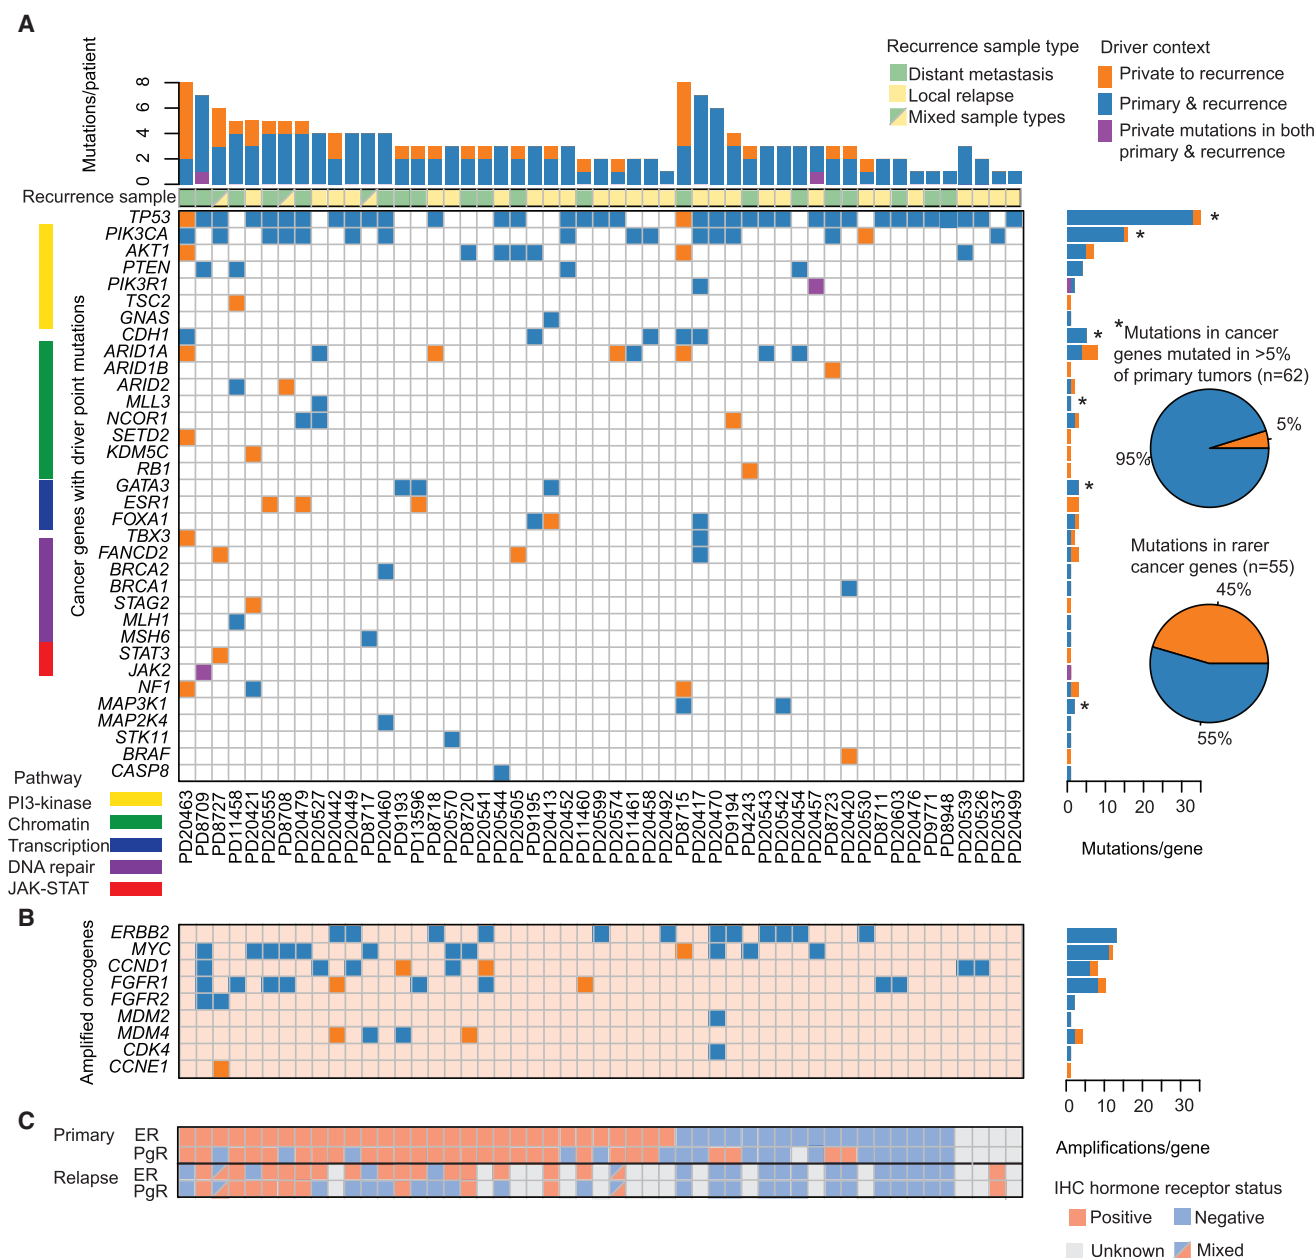 A
Mutations/patient
8
6
4
2
0
Recurrence sample type
Distant metastasis
Local relapse
Mixed sample types
Driver context
Private to recurrence
Primary & recurrence
Private mutations in both
primary & recurrence
Recurrence sample
Cancer genes with driver point mutations
TP53
PIK3CA
AKT1
PTEN
PIK3R1
TSC2
GNAS
CDH1
ARID1A
ARID1B
ARID2
MLL3
NCOR1
SETD2
KDM5C
RB1
GATA3
ESR1
FOXA1
TBX3
FANCD2
BRCA2
BRCA1
STAG2
MLH1
MSH6
STAT3
JAK2
NF1
MAP3K1
MAP2K4
STK11
BRAF
CASP8
*
*
*
*
*
*
*Mutations in cancer
genes mutated in >5%
of primary tumors (n=62)
5%
95%
Mutations in rarer
cancer genes (n=55)
45%
55%
0 10 20 30
Mutations/gene
Pathway
PI3-kinase
Chromatin
Transcription
DNA repair
JAK-STAT
PD20463
PD8709
PD8727
PD11458
PD20421
PD20555
PD8708
PD20479
PD20527
PD20442
PD20449
PD8717
PD20460
PD9193
PD13596
PD8718
PD20570
PD8720
PD20541
PD20544
PD20505
PD9195
PD20413
PD20452
PD11460
PD20599
PD20574
PD11461
PD20458
PD20492
PD8715
PD20417
PD20470
PD9194
PD4243
PD20543
PD20542
PD20454
PD20457
PD8723
PD20420
PD20530
PD8711
PD20603
PD20476
PD9771
PD8948
PD20539
PD20526
PD20537
PD20499
B
Amplified oncogenes
ERBB2
MYC
CCND1
FGFR1
FGFR2
MDM2
MDM4
CDK4
CCNE1
0 10 20 30
Amplifications/gene
C
Primary
ER
PgR
Relapse
ER
PgR
IHC hormone receptor status
Positive
Negative
Unknown
Mixed